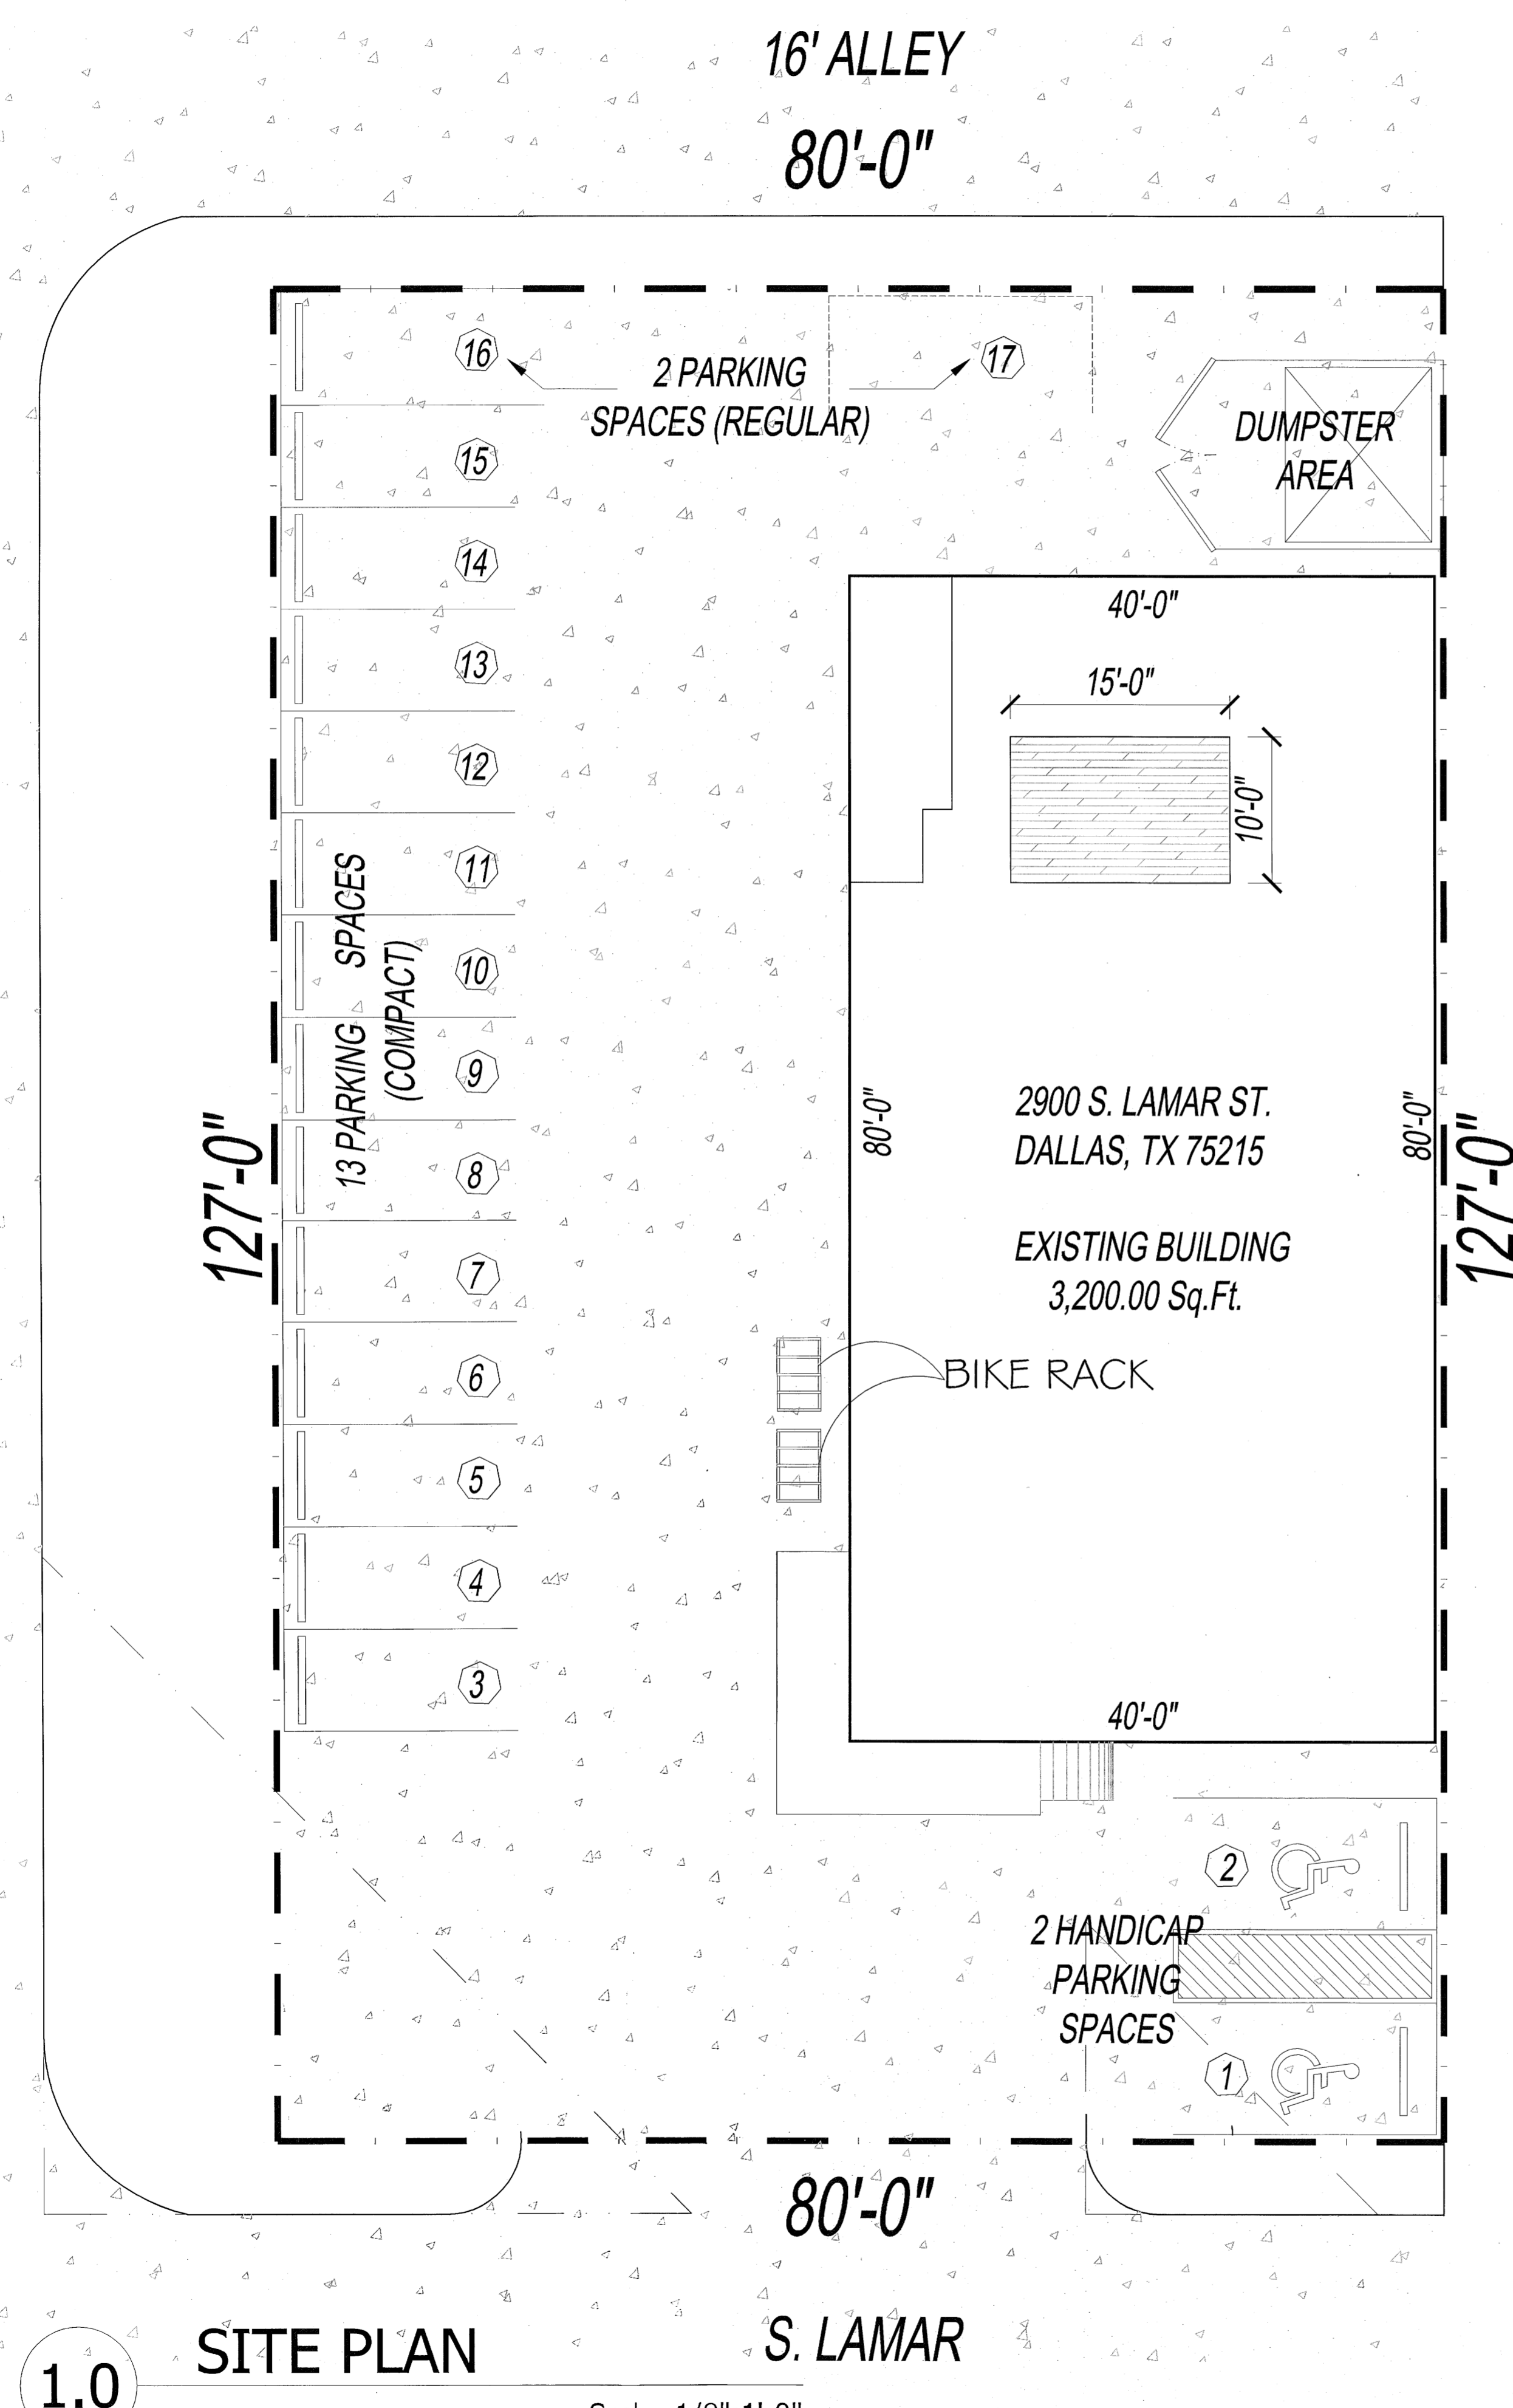 16' ALLEY
80'-0"
16
2 PARKING
SPACES (REGULAR)
17
15
DUMPSTER
AREA
14
40'-0"
13
15'-0"
12
10'-0"
11
13 PARKING SPACES
(COMPACT)
10
9
8
7
6
5
4
3
127'-0"
80'-0"
2900 S. LAMAR ST.
DALLAS, TX 75215
EXISTING BUILDING
3,200.00 Sq.Ft.
80'-0"
127'-0"
BIKE RACK
40'-0"
2
2 HANDICAP
PARKING
SPACES
1
80'-0"
S. LAMAR
1.0
SITE PLAN